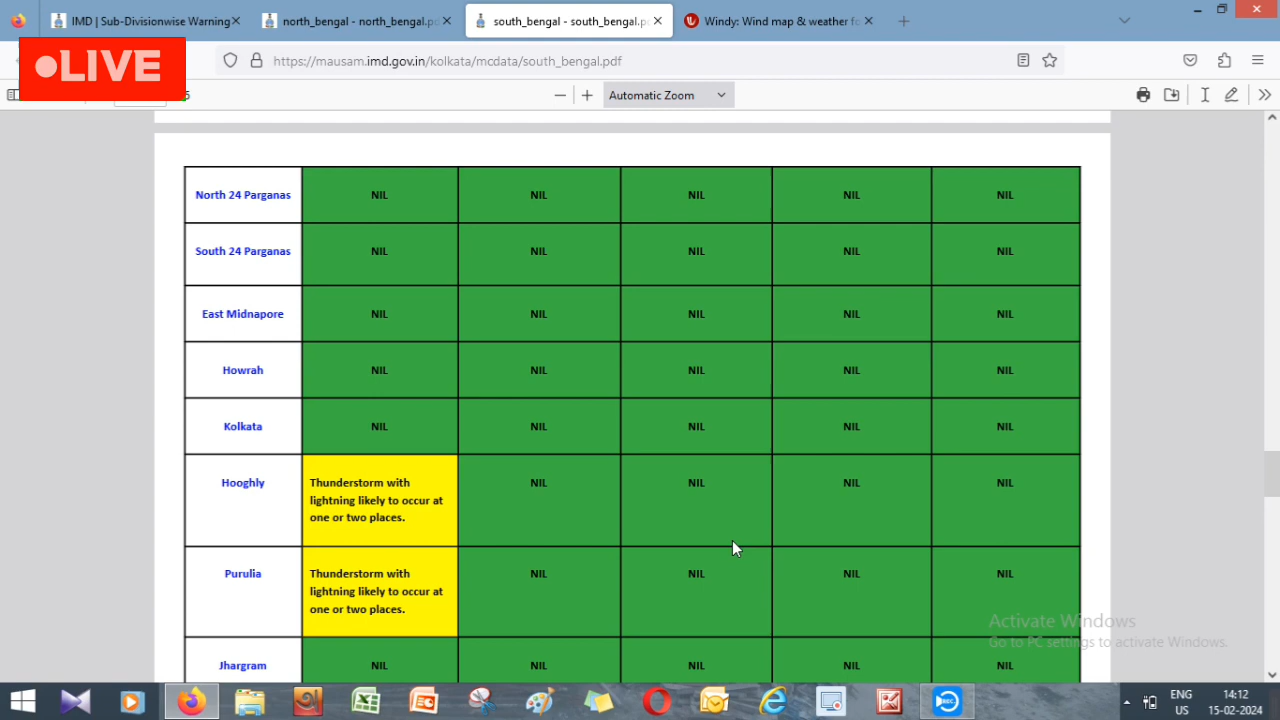 IMD | Sub-Divisionwise Warning
north_bengal - north_bengal.pc
south_bengal - south_bengal.pc
Windy: Wind map & weather fo
LIVE
https://mausam.imd.gov.in/kolkata/mcdata/south_bengal.pdf
Automatic Zoom
North 24 Parganas NIL NIL NIL NIL NIL
South 24 Parganas NIL NIL NIL NIL NIL
East Midnapore NIL NIL NIL NIL NIL
Howrah NIL NIL NIL NIL NIL
Kolkata NIL NIL NIL NIL NIL
Hooghly Thunderstorm with NIL NIL NIL NIL
lightning likely to occur at
one or two places.
Purulia Thunderstorm with NIL NIL NIL NIL
lightning likely to occur at
one or two places.
Jhargram NIL NIL NIL NIL NIL
Activate Windows
Go to PC settings to activate Windows.
REC
ENG 14:12
US 15-02-2024